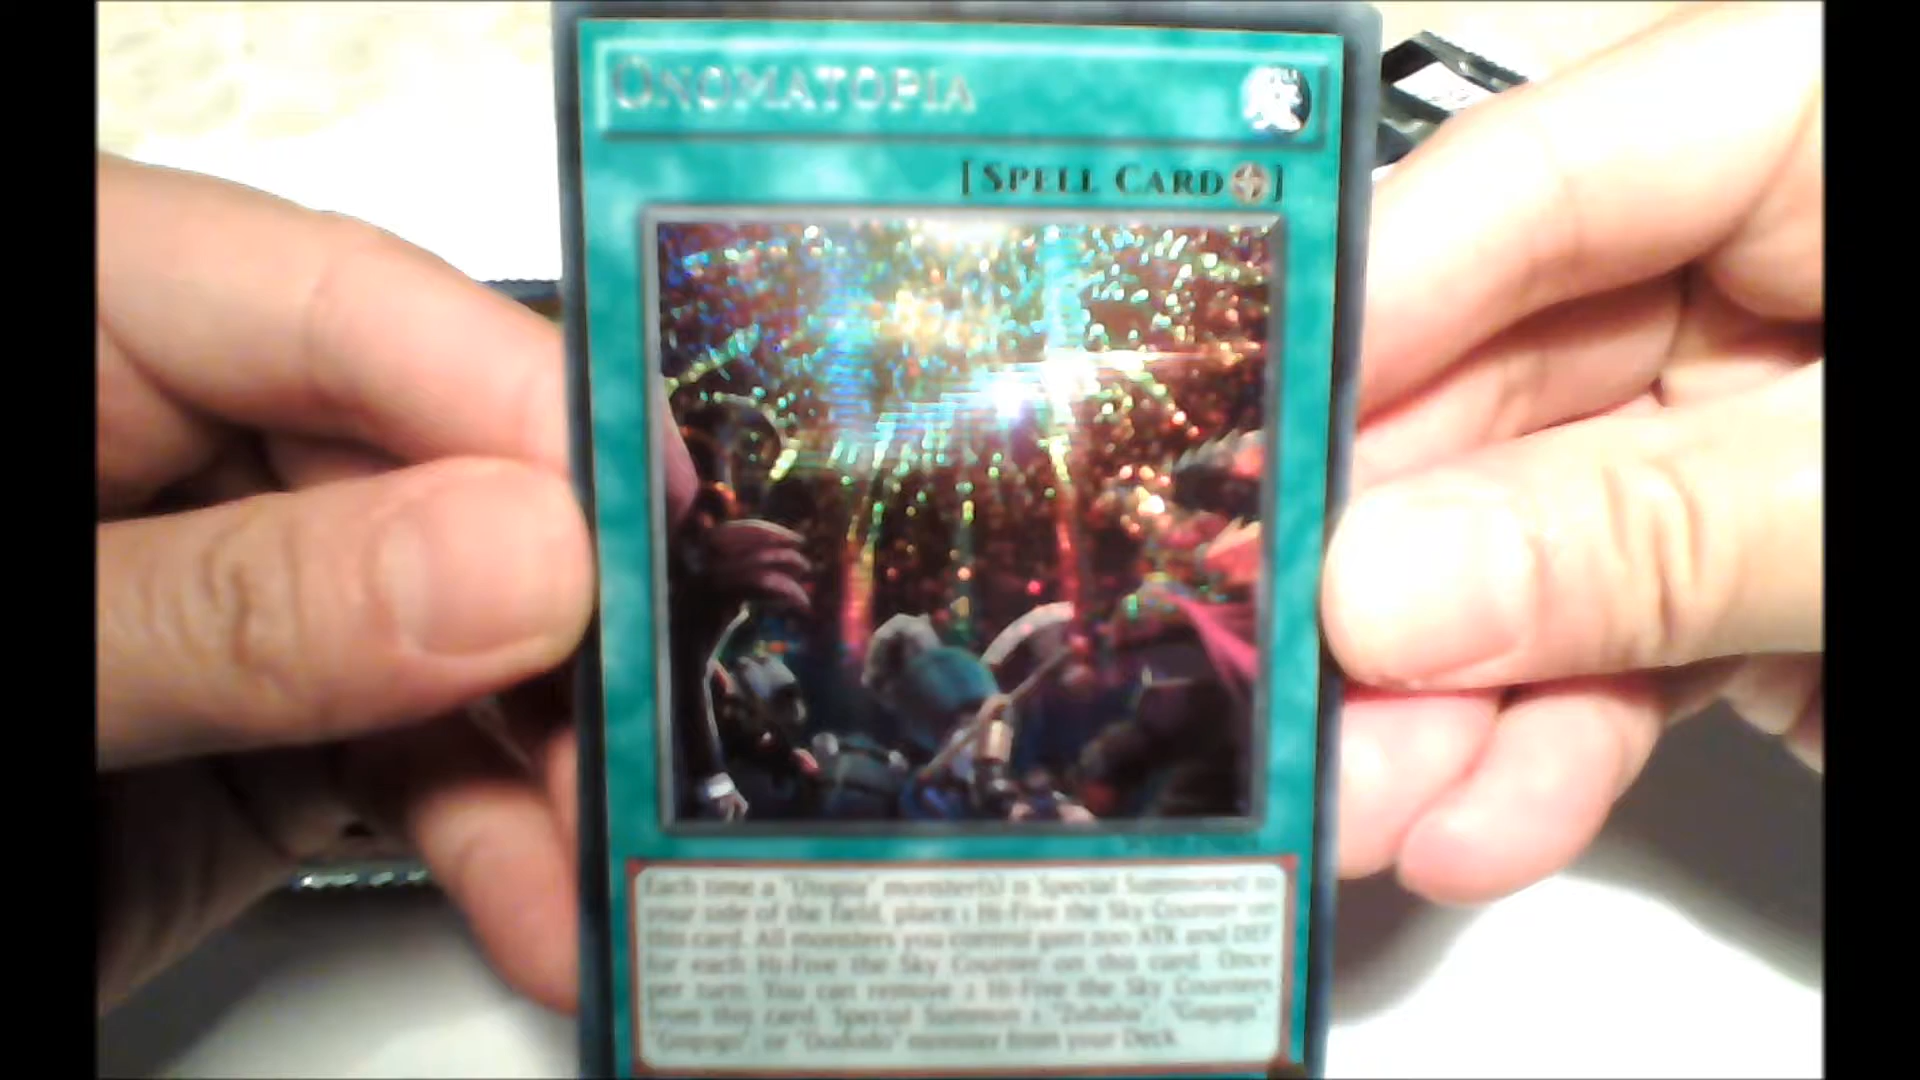 ONOMATOPIA
[SPELL CARD]
Each time a "Utopia" monster(s) is Special Summoned to
your side of the field, place 1 Hi-Five the Sky Counter on
this card. All monsters you control gain 200 ATK and DEF
for each Hi-Five the Sky Counter on this card. Once
per turn: You can remove 2 Hi-Five the Sky Counters
from this card; Special Summon 1 "Zubaba", "Gagaga",
"Gogogo", or "Dododo" monster from your Deck.